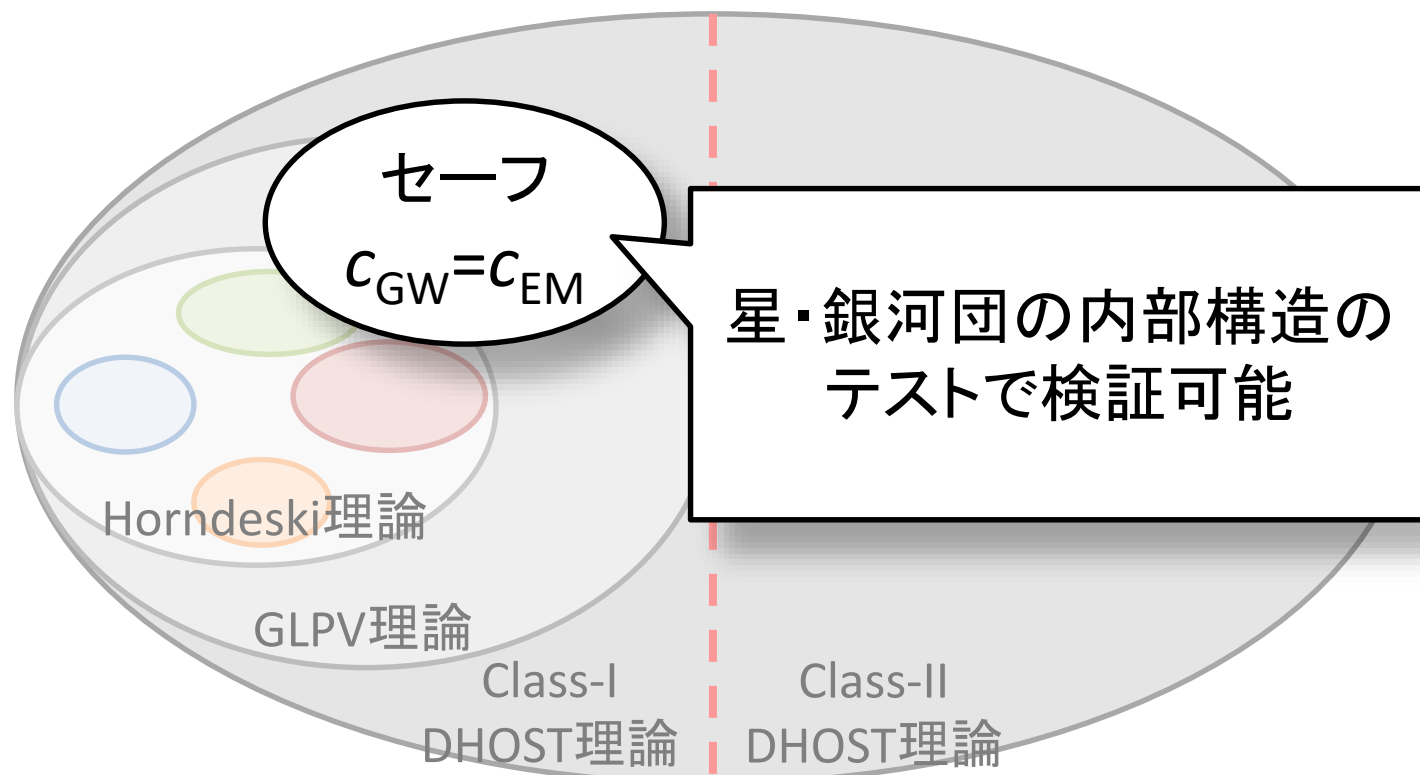 セーフ
cGW=cEM
星・銀河団の内部構造の
テストで検証可能
Horndeski理論
GLPV理論
Class-I
DHOST理論
Class-II
DHOST理論